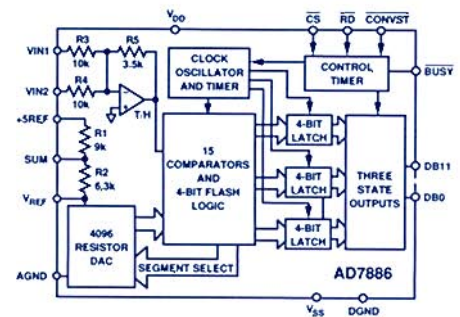 VDD
CS RD CONVST
VIN1 R3 10k R5 3.5k
CLOCK OSCILLATOR AND TIMER
CONTROL TIMER
BUSY
VIN2 R4 10k
T/H
+5REF
R1 9k
SUM
R2 6,3k
VREF
15 COMPARATORS AND 4-BIT FLASH LOGIC
4-BIT LATCH
4-BIT LATCH
4-BIT LATCH
THREE STATE OUTPUTS
DB11
DB0
4096 RESISTOR DAC
SEGMENT SELECT
AGND
AD7886
VSS DGND